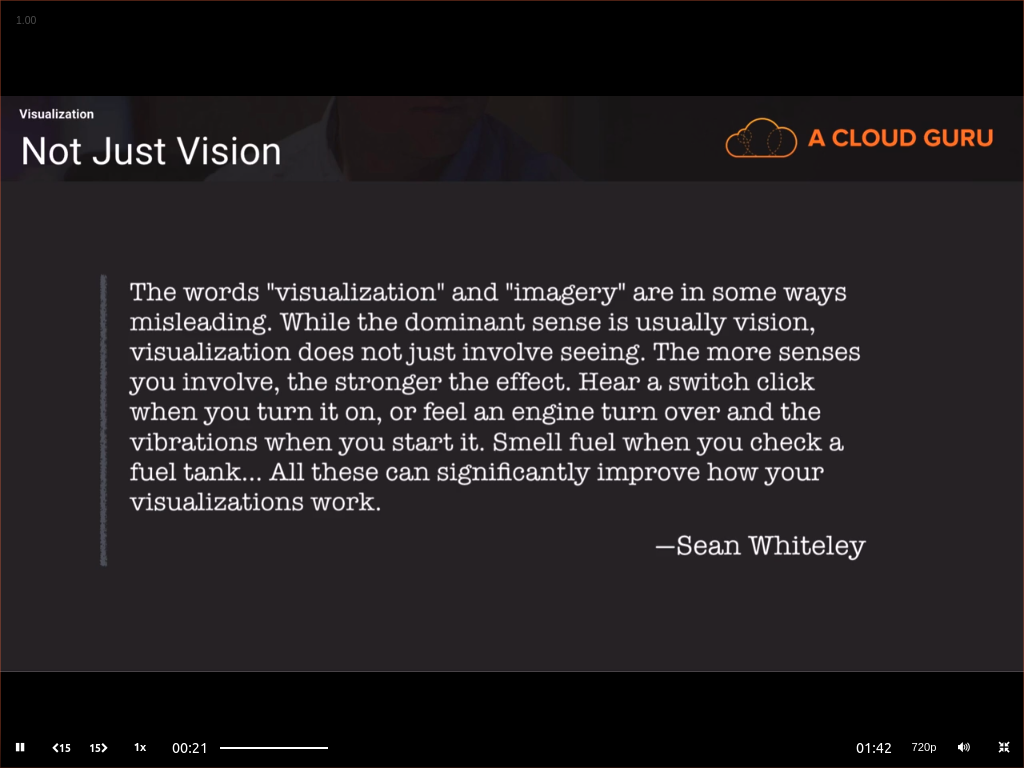 1.00
Visualization
Not Just Vision
A CLOUD GURU
The words "visualization" and "imagery" are in some ways
misleading. While the dominant sense is usually vision,
visualization does not just involve seeing. The more senses
you involve, the stronger the effect. Hear a switch click
when you turn it on, or feel an engine turn over and the
vibrations when you start it. Smell fuel when you check a
fuel tank... All these can significantly improve how your
visualizations work.
—Sean Whiteley
15 15 1x 00:21 01:42 720p